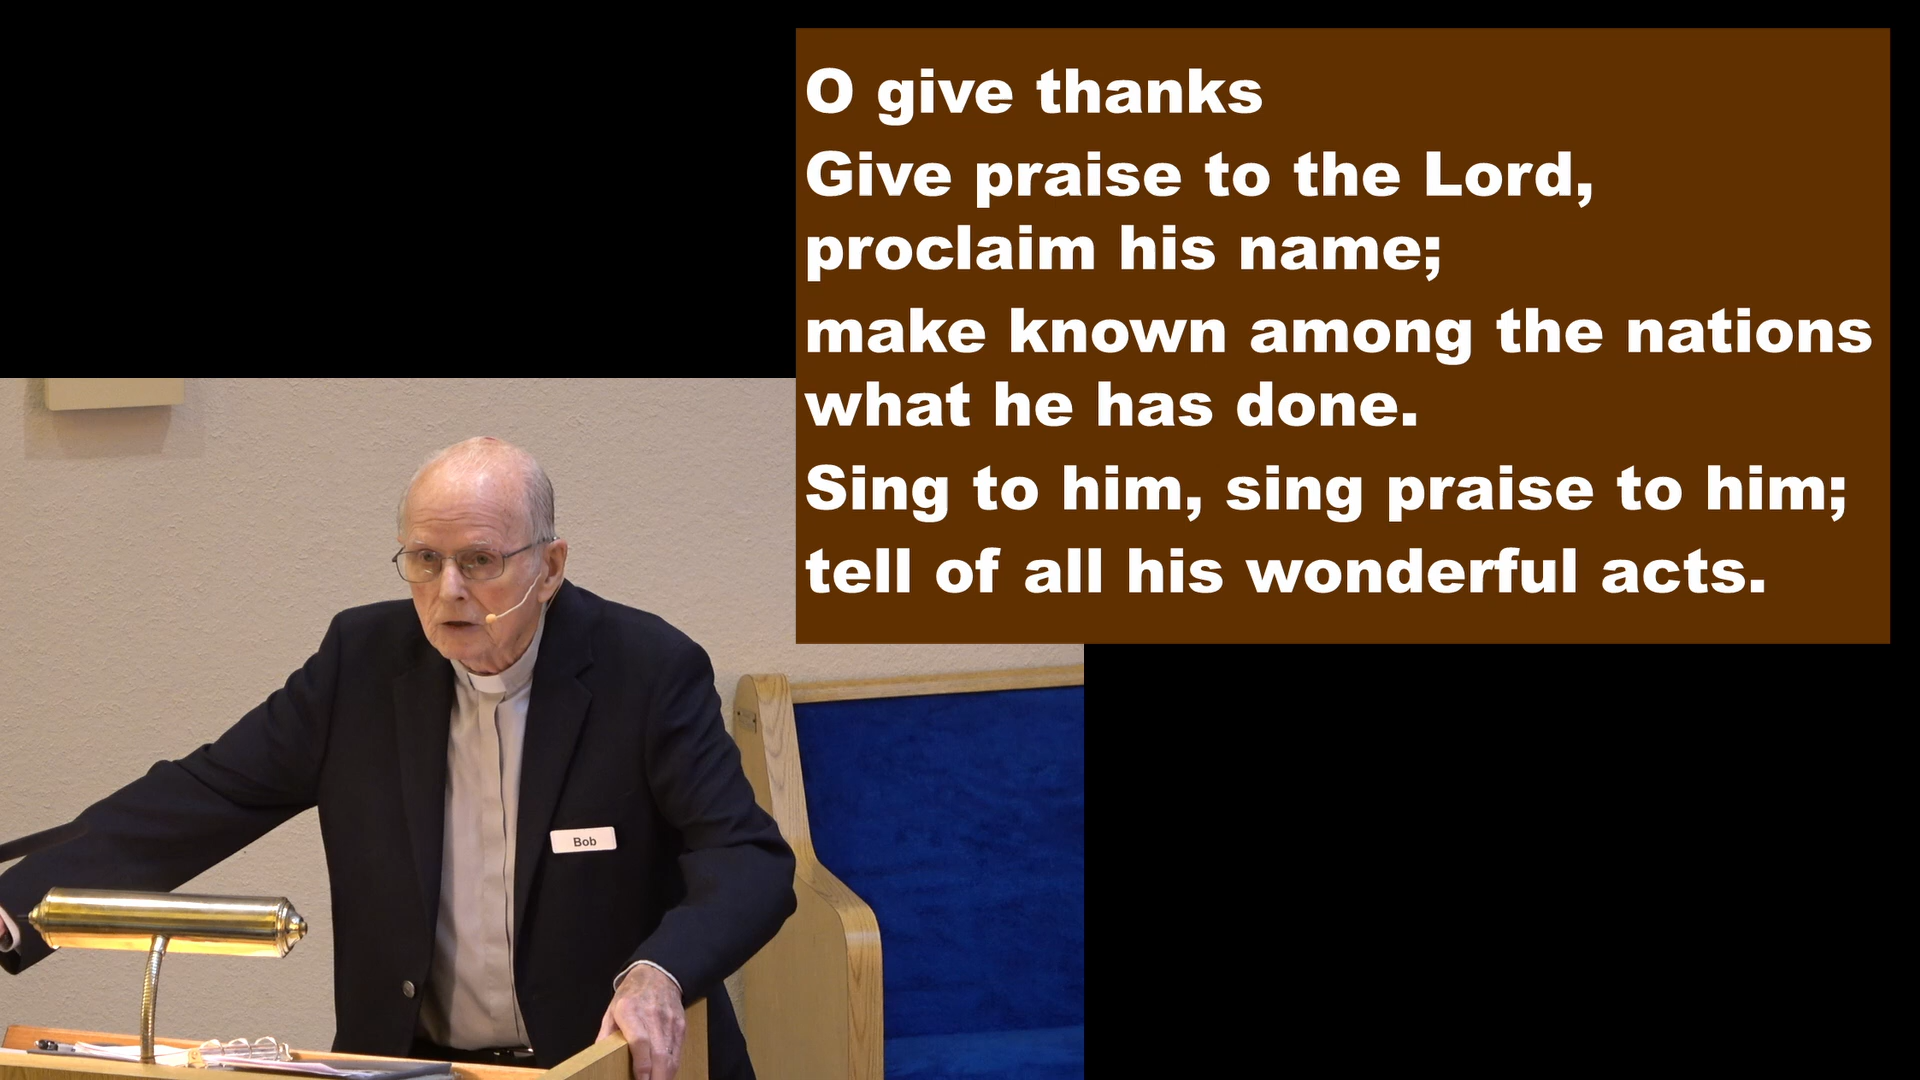 O give thanks
Give praise to the Lord,
proclaim his name;
make known among the nations
what he has done.
Sing to him, sing praise to him;
tell of all his wonderful acts.
Bob